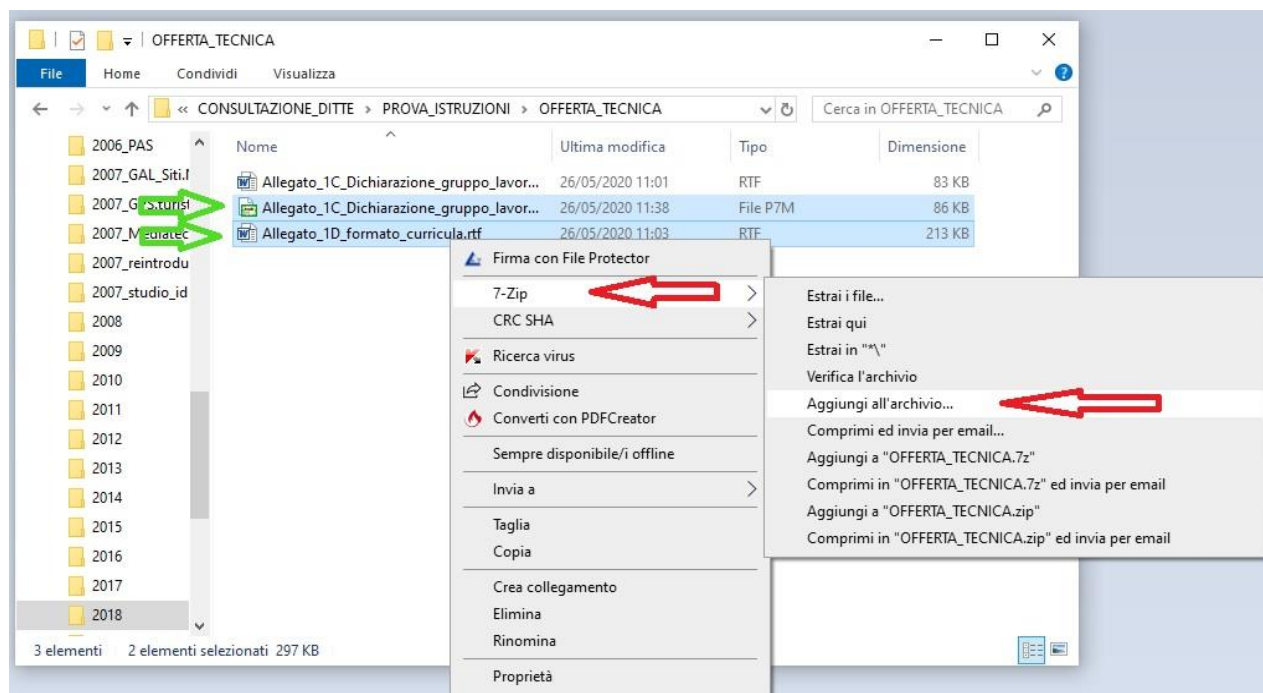 OFFERTA_TECNICA
File Home Condividi Visualizza
« CONSULTAZIONE_DITTE > PROVA_ISTRUZIONI > OFFERTA_TECNICA
Cerca in OFFERTA_TECNICA
2006_PAS
2007_GAL_Siti.
2007_G
2007_M
2007_reintrodu
2007_studio_id
2008
2009
2010
2011
2012
2013
2014
2015
2016
2017
2018
Nome Ultima modifica Tipo Dimensione
Allegato_1C_Dichiarazione_gruppo_lavor... 26/05/2020 11:01 RTF 83 KB
Allegato_1C_Dichiarazione_gruppo_lavor... 26/05/2020 11:38 File P7M 86 KB
Allegato_1D_formato_curricula.rtf 26/05/2020 11:03 RTF 213 KB
Firma con File Protector
7-Zip
CRC SHA
Ricerca virus
Condivisione
Converti con PDFCreator
Sempre disponibile/i offline
Invia a
Taglia
Copia
Crea collegamento
Elimina
Rinomina
Proprietà
Estrai i file...
Estrai qui
Estrai in "*\"
Verifica l'archivio
Aggiungi all'archivio...
Comprimi ed invia per email...
Aggiungi a "OFFERTA_TECNICA.7z"
Comprimi in "OFFERTA_TECNICA.7z" ed invia per email
Aggiungi a "OFFERTA_TECNICA.zip"
Comprimi in "OFFERTA_TECNICA.zip" ed invia per email
3 elementi 2 elementi selezionati 297 KB